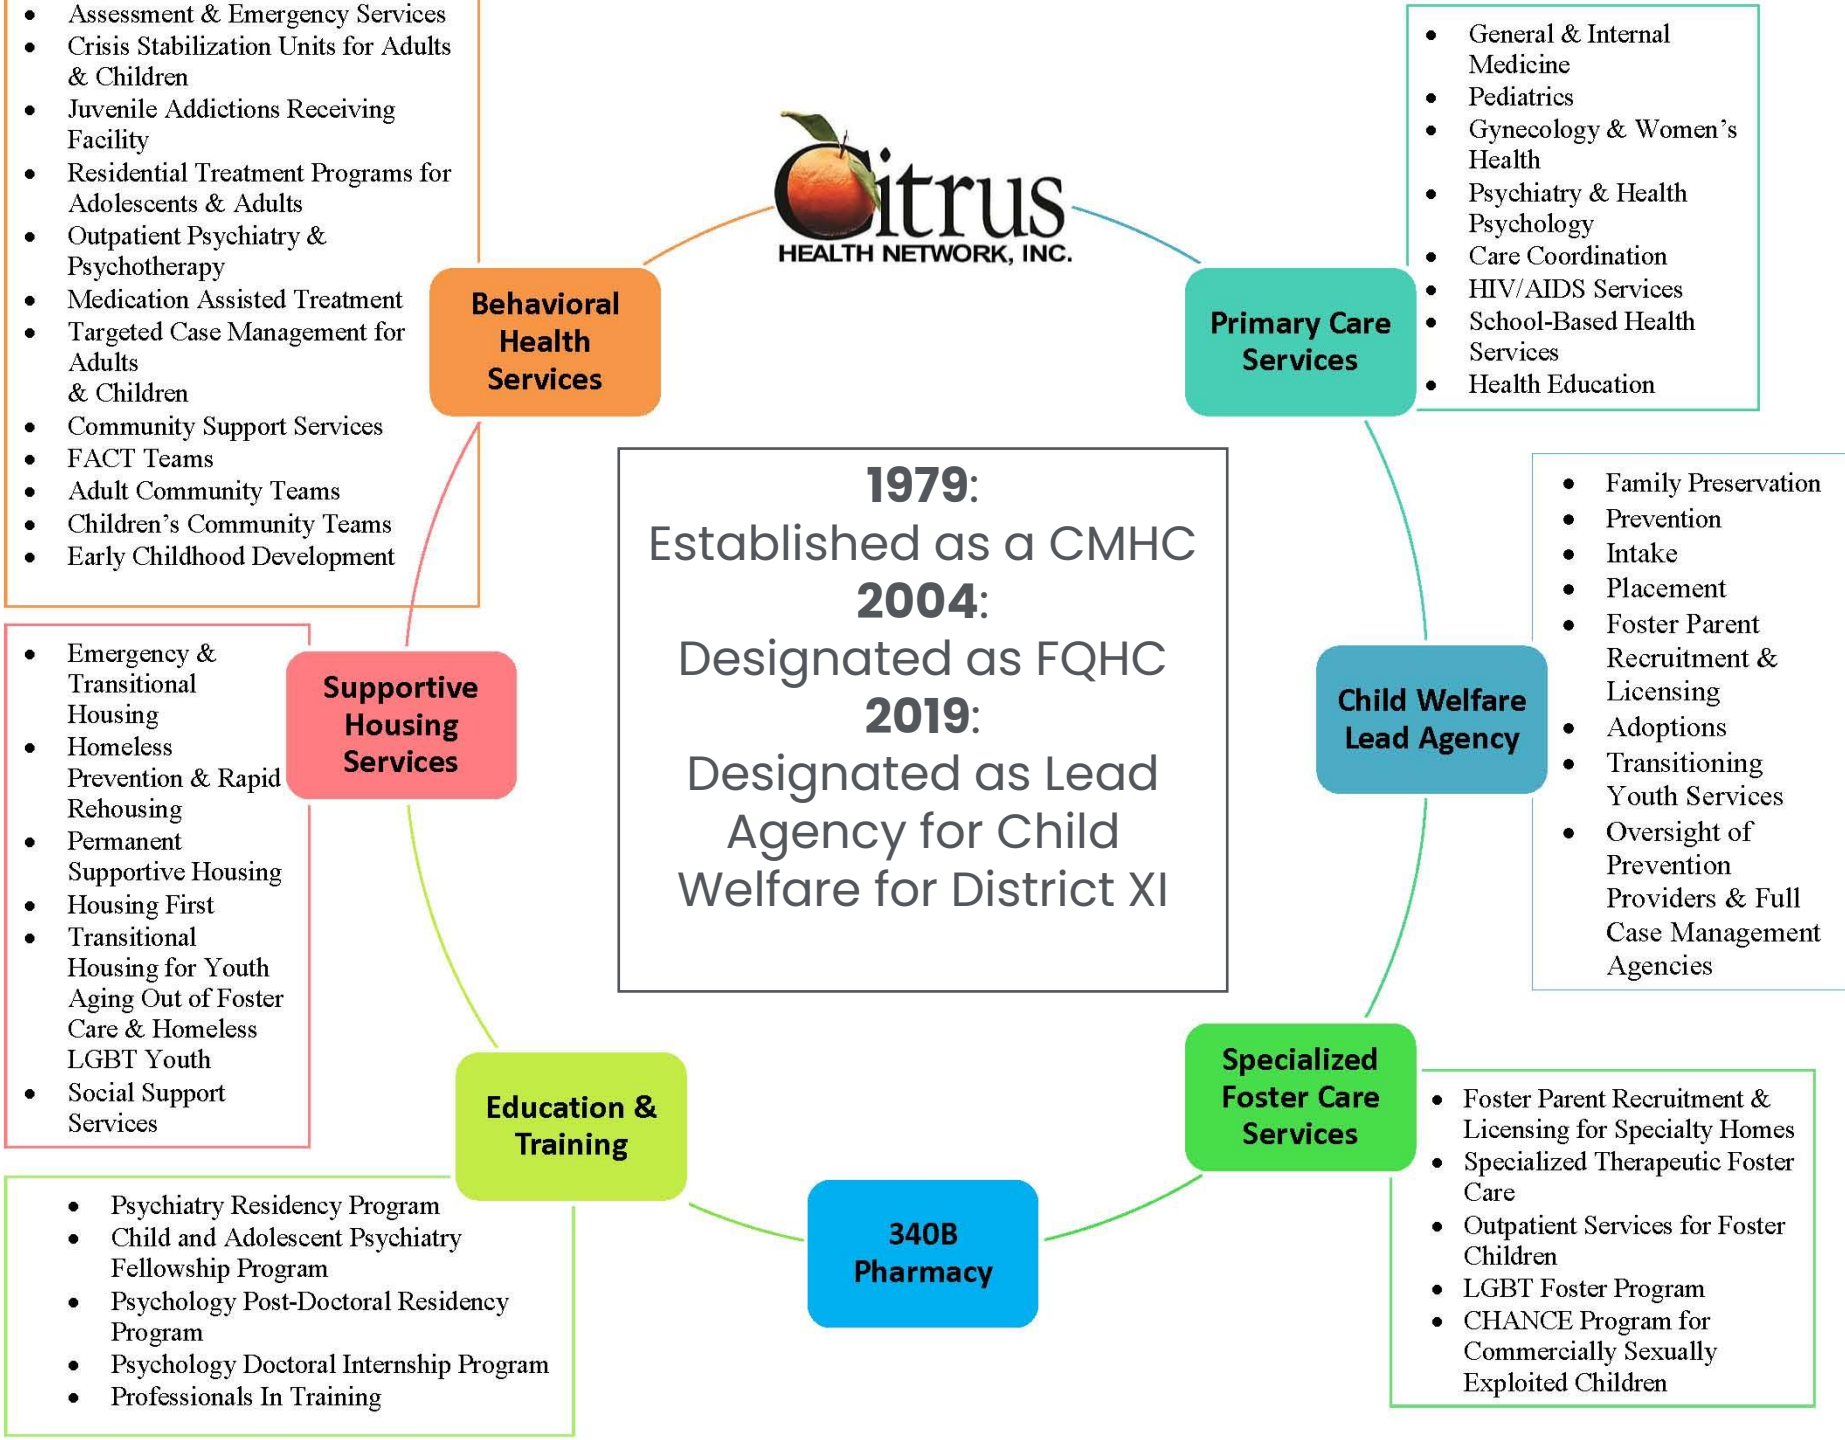 • Assessment & Emergency Services
• Crisis Stabilization Units for Adults
& Children
• Juvenile Addictions Receiving
Facility
• Residential Treatment Programs for
Adolescents & Adults
• Outpatient Psychiatry &
Psychotherapy
• Medication Assisted Treatment
• Targeted Case Management for
Adults
& Children
• Community Support Services
• FACT Teams
• Adult Community Teams
• Children's Community Teams
• Early Childhood Development
Behavioral
Health
Services
Citrus
HEALTH NETWORK, INC.
Primary Care
Services
• General & Internal
Medicine
• Pediatrics
• Gynecology & Women's
Health
• Psychiatry & Health
Psychology
• Care Coordination
• HIV/AIDS Services
• School-Based Health
Services
• Health Education
1979:
Established as a CMHC
2004:
Designated as FQHC
2019:
Designated as Lead
Agency for Child
Welfare for District XI
Child Welfare
Lead Agency
• Family Preservation
• Prevention
• Intake
• Placement
• Foster Parent
Recruitment &
Licensing
• Adoptions
• Transitioning
Youth Services
• Oversight of
Prevention
Providers & Full
Case Management
Agencies
• Emergency &
Transitional
Housing
• Homeless
Prevention & Rapid
Rehousing
• Permanent
Supportive Housing
• Housing First
• Transitional
Housing for Youth
Aging Out of Foster
Care & Homeless
LGBT Youth
• Social Support
Services
Supportive
Housing
Services
Education &
Training
• Psychiatry Residency Program
• Child and Adolescent Psychiatry
Fellowship Program
• Psychology Post-Doctoral Residency
Program
• Psychology Doctoral Internship Program
• Professionals In Training
340B
Pharmacy
Specialized
Foster Care
Services
• Foster Parent Recruitment &
Licensing for Specialty Homes
• Specialized Therapeutic Foster
Care
• Outpatient Services for Foster
Children
• LGBT Foster Program
• CHANCE Program for
Commercially Sexually
Exploited Children